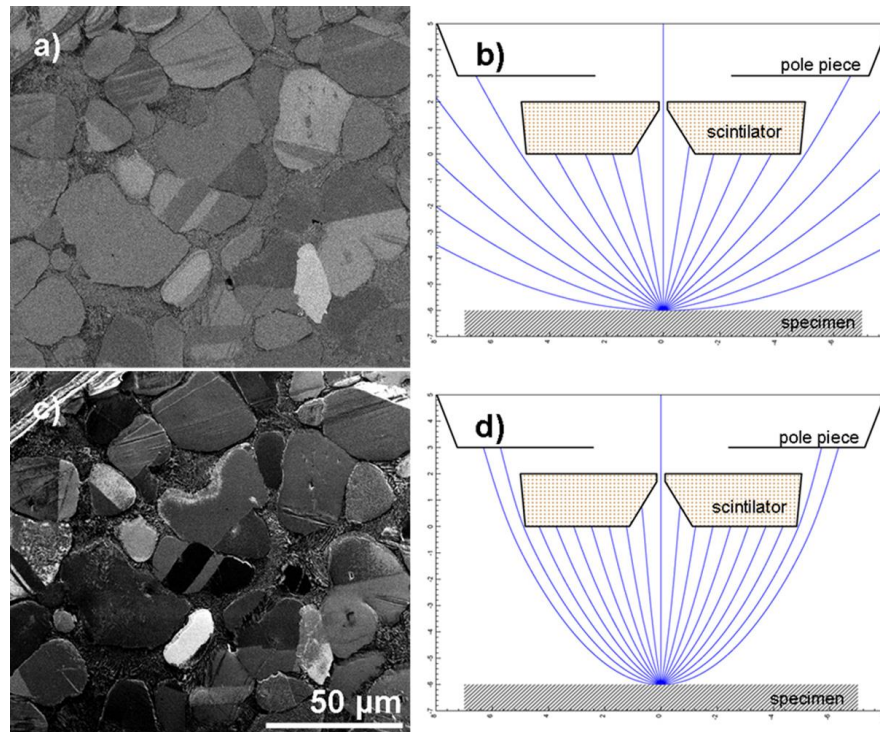 a)
b)
pole piece
scintilator
specimen
c)
50 µm
d)
pole piece
scintilator
specimen